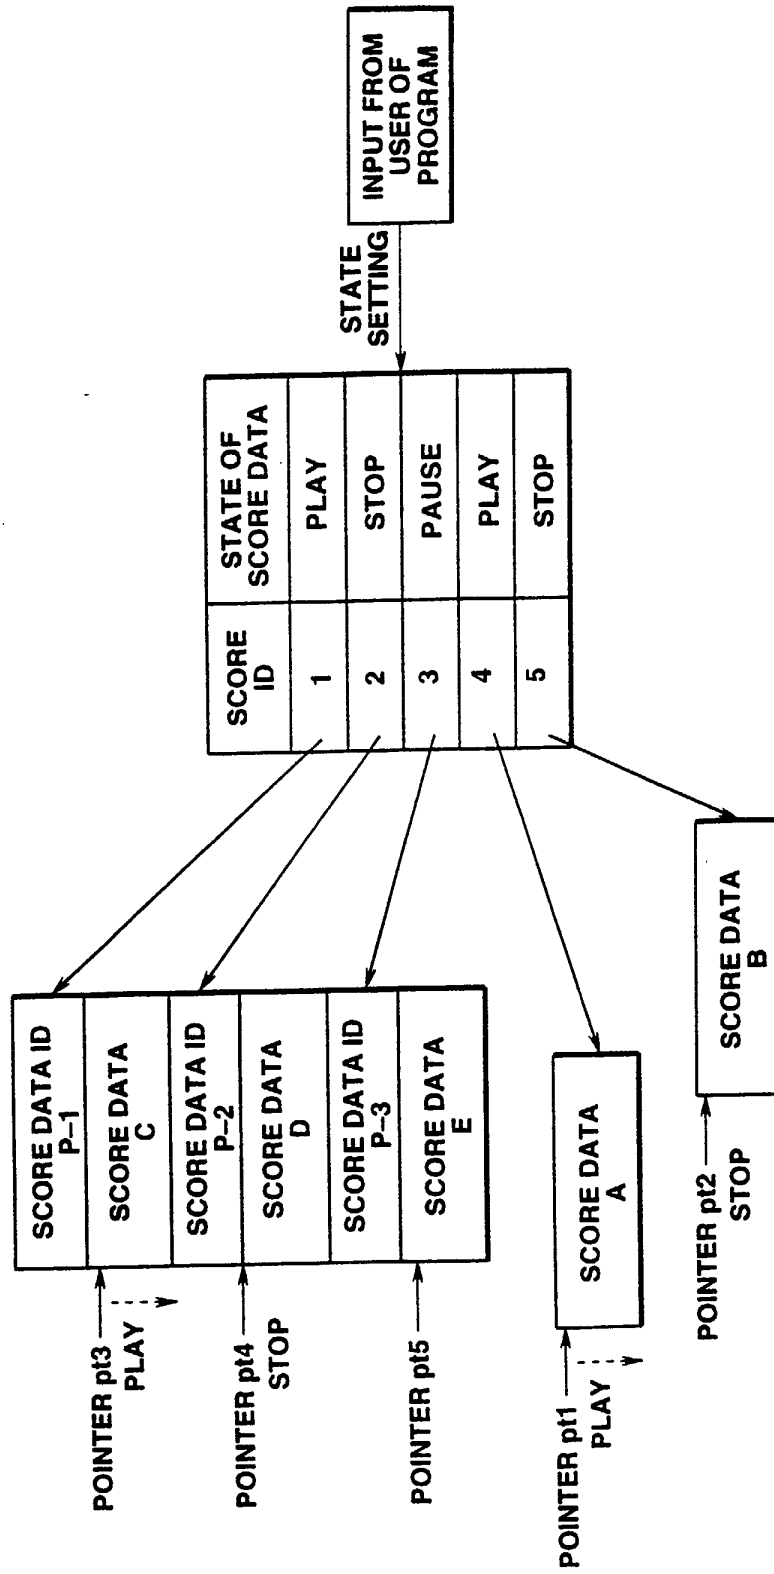 POINTER pt3
PLAY
POINTER pt4
STOP
POINTER pt5
POINTER pt1
PLAY
POINTER pt2
STOP
SCORE DATA ID
P–1
SCORE DATA
C
SCORE DATA ID
P–2
SCORE DATA
D
SCORE DATA ID
P–3
SCORE DATA
E
SCORE DATA
A
SCORE DATA
B
SCORE
ID
STATE OF
SCORE DATA
1
PLAY
2
STOP
3
PAUSE
4
PLAY
5
STOP
STATE
SETTING
INPUT FROM
USER OF
PROGRAM